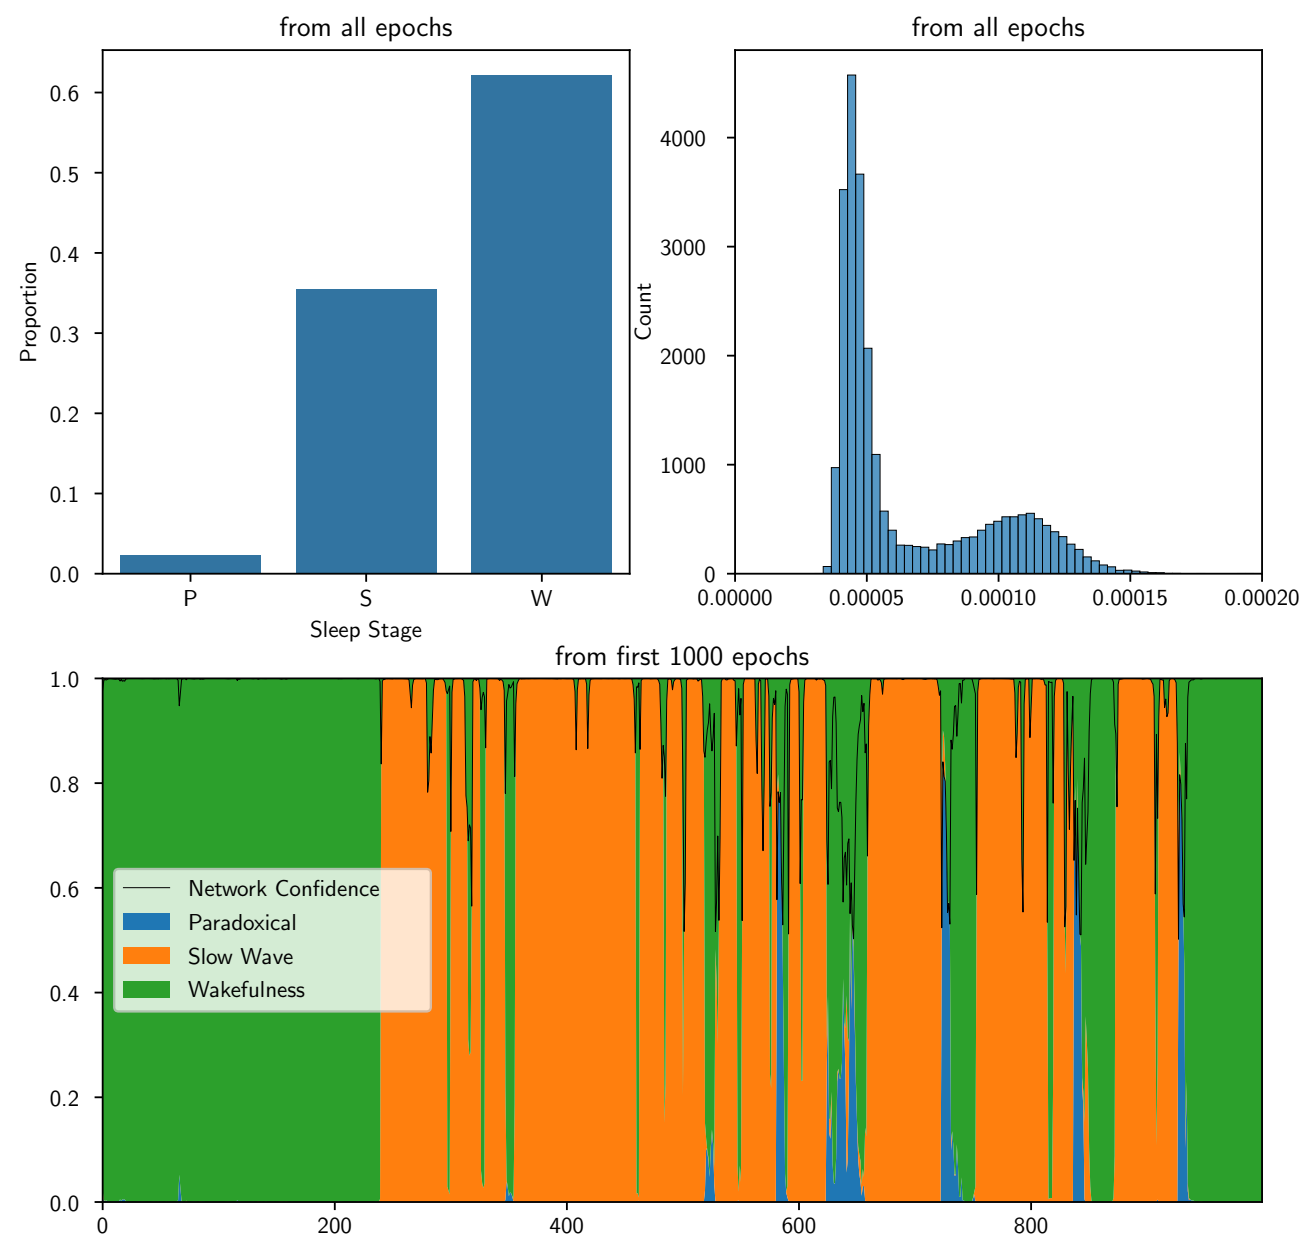 from all epochs
0.6
0.5
0.4
0.3
0.2
0.1
0.0
Proportion
P S W
Sleep Stage
from all epochs
4000
3000
2000
1000
0
Count
0.00000 0.00005 0.00010 0.00015 0.00020
from first 1000 epochs
1.0
0.8
0.6
0.4
0.2
0.0
Network Confidence
Paradoxical
Slow Wave
Wakefulness
0 200 400 600 800